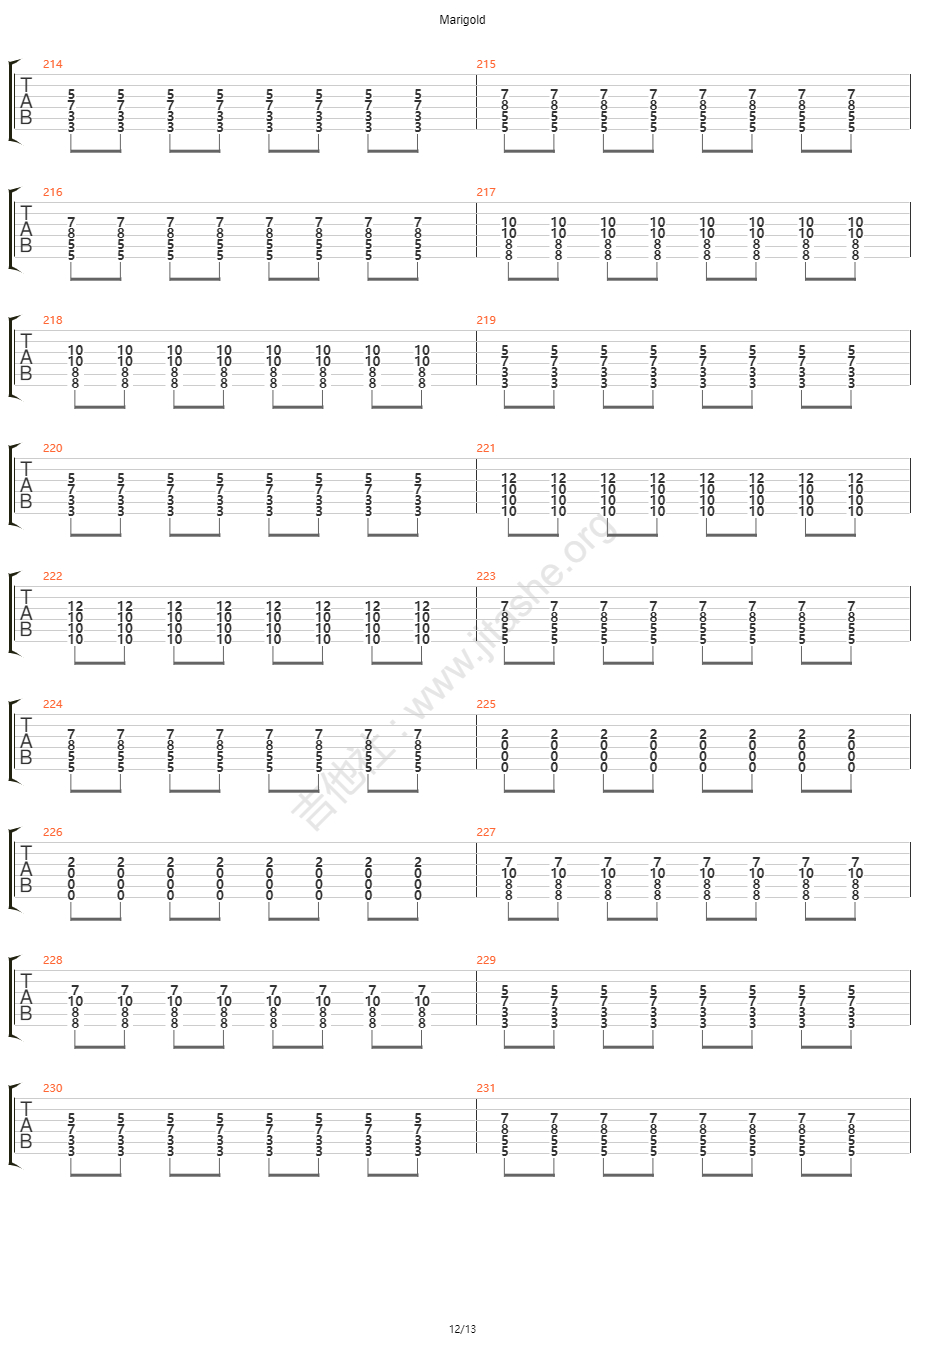 Marigold
214 215
T
A
B
5 5 5 5 5 5 5 5 7 7 7 7 7 7 7 7
7 7 7 7 7 7 7 7 8 8 8 8 8 8 8 8
3 3 3 3 3 3 3 3 5 5 5 5 5 5 5 5
3 3 3 3 3 3 3 3 5 5 5 5 5 5 5 5
216 217
T
A
B
7 7 7 7 7 7 7 7 10 10 10 10 10 10 10 10
8 8 8 8 8 8 8 8 10 10 10 10 10 10 10 10
5 5 5 5 5 5 5 5 8 8 8 8 8 8 8 8
5 5 5 5 5 5 5 5 8 8 8 8 8 8 8 8
218 219
T
A
B
10 10 10 10 10 10 10 10 5 5 5 5 5 5 5 5
10 10 10 10 10 10 10 10 7 7 7 7 7 7 7 7
8 8 8 8 8 8 8 8 3 3 3 3 3 3 3 3
8 8 8 8 8 8 8 8 3 3 3 3 3 3 3 3
220 221
T
A
B
5 5 5 5 5 5 5 5 12 12 12 12 12 12 12 12
7 7 7 7 7 7 7 7 10 10 10 10 10 10 10 10
3 3 3 3 3 3 3 3 10 10 10 10 10 10 10 10
3 3 3 3 3 3 3 3 10 10 10 10 10 10 10 10
222 223
T
A
B
12 12 12 12 12 12 12 12 7 7 7 7 7 7 7 7
10 10 10 10 10 10 10 10 8 8 8 8 8 8 8 8
10 10 10 10 10 10 10 10 5 5 5 5 5 5 5 5
10 10 10 10 10 10 10 10 5 5 5 5 5 5 5 5
224 225
T
A
B
7 7 7 7 7 7 7 7 2 2 2 2 2 2 2 2
8 8 8 8 8 8 8 8 0 0 0 0 0 0 0 0
5 5 5 5 5 5 5 5 0 0 0 0 0 0 0 0
5 5 5 5 5 5 5 5 0 0 0 0 0 0 0 0
226 227
T
A
B
2 2 2 2 2 2 2 2 7 7 7 7 7 7 7 7
0 0 0 0 0 0 0 0 10 10 10 10 10 10 10 10
0 0 0 0 0 0 0 0 8 8 8 8 8 8 8 8
0 0 0 0 0 0 0 0 8 8 8 8 8 8 8 8
228 229
T
A
B
7 7 7 7 7 7 7 7 5 5 5 5 5 5 5 5
10 10 10 10 10 10 10 10 7 7 7 7 7 7 7 7
8 8 8 8 8 8 8 8 3 3 3 3 3 3 3 3
8 8 8 8 8 8 8 8 3 3 3 3 3 3 3 3
230 231
T
A
B
5 5 5 5 5 5 5 5 7 7 7 7 7 7 7 7
7 7 7 7 7 7 7 7 8 8 8 8 8 8 8 8
3 3 3 3 3 3 3 3 5 5 5 5 5 5 5 5
3 3 3 3 3 3 3 3 5 5 5 5 5 5 5 5
吉他社：www.jitashe.org
12/13